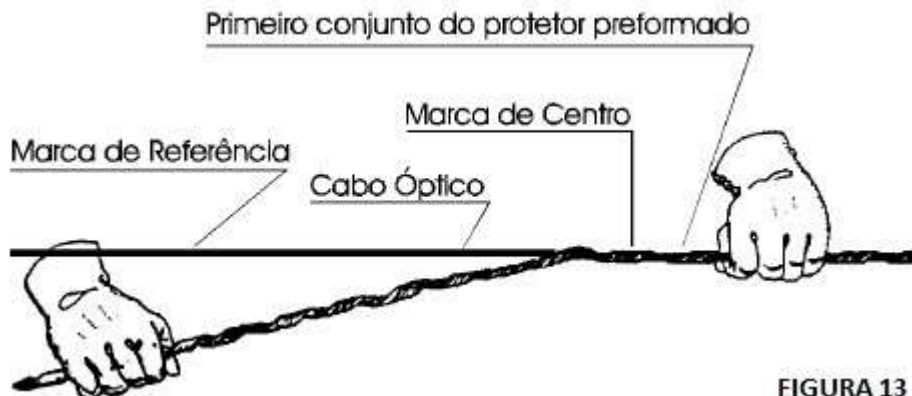 Primeiro conjunto do protetor preformado
Marca de Centro
Marca de Referência
Cabo Óptico
FIGURA 13